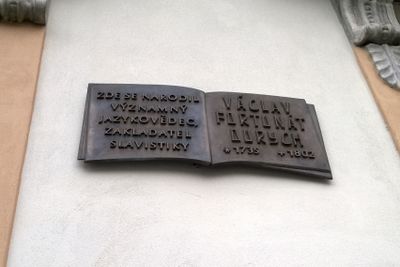 ZDE SE NARODIL
VÝZNAMNÝ
JAZYKOVĚDEC,
ZAKLADATEL
SLAVISTIKY
VÁCLAV
FORTUNÁT
DURYCH
* 1735 + 1802